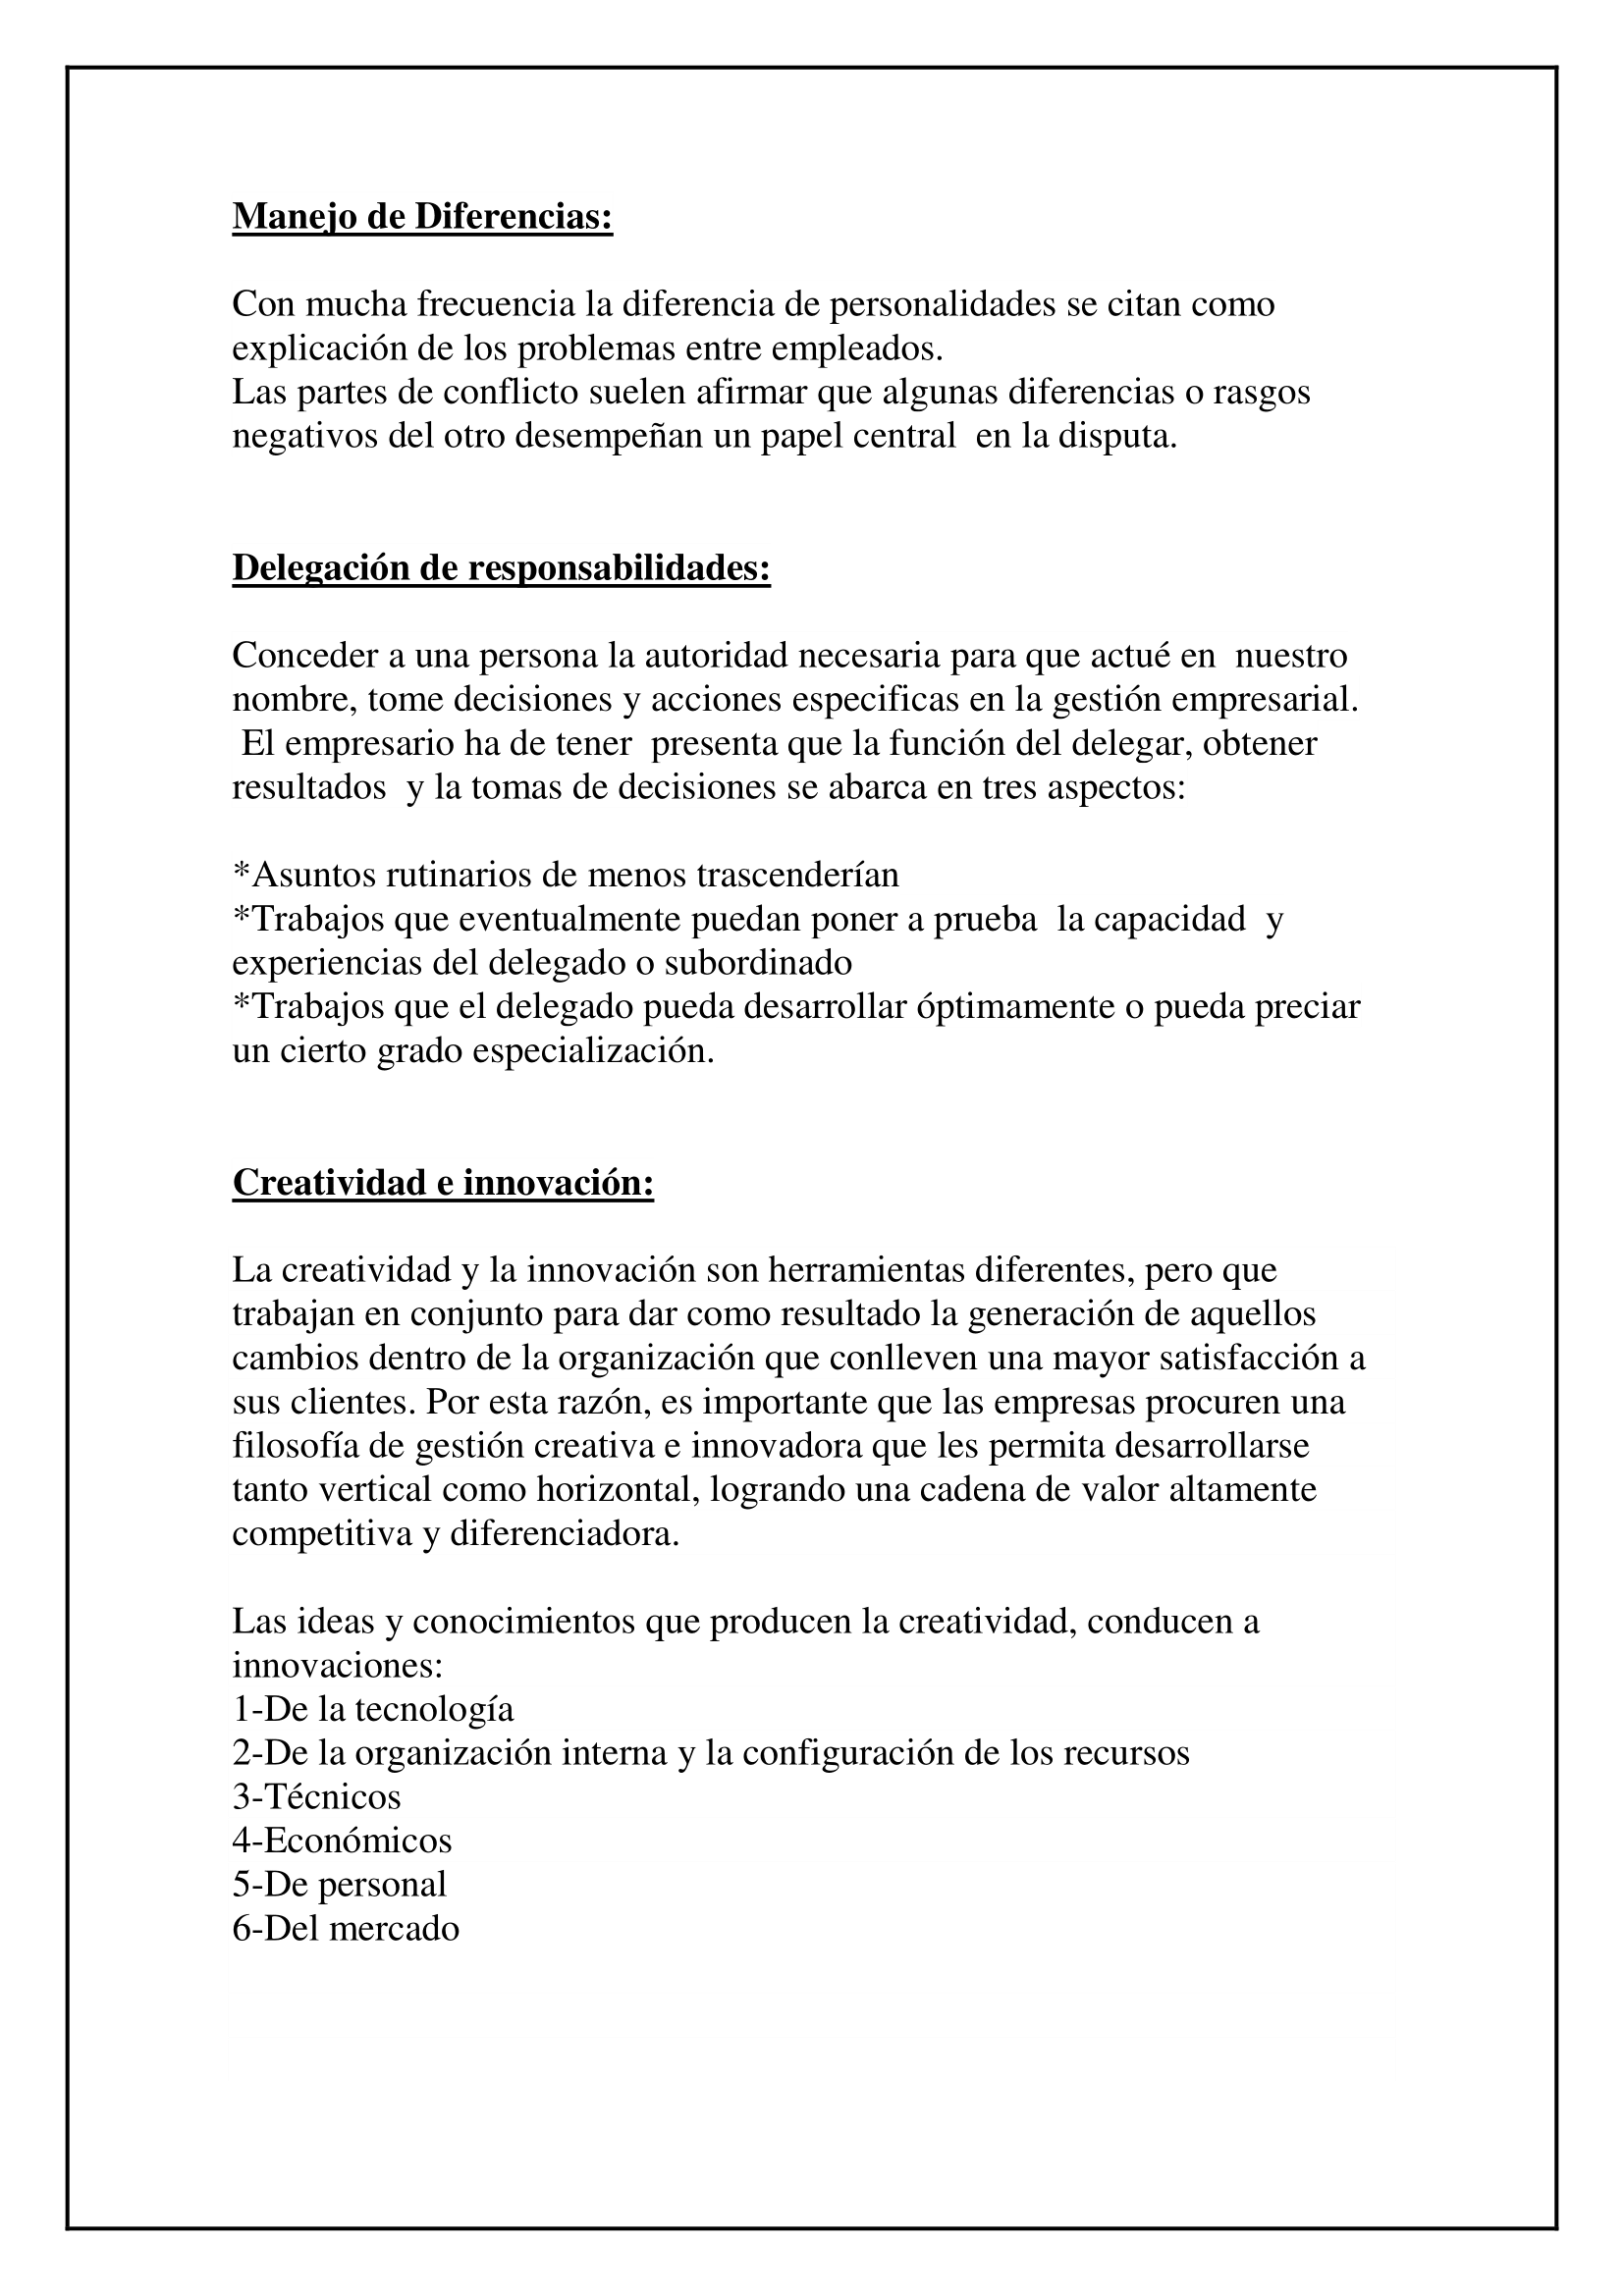 Manejo de Diferencias:
Con mucha frecuencia la diferencia de personalidades se citan como
explicación de los problemas entre empleados.
Las partes de conflicto suelen afirmar que algunas diferencias o rasgos
negativos del otro desempeñan un papel central  en la disputa.
Delegación de responsabilidades:
Conceder a una persona la autoridad necesaria para que actué en  nuestro
nombre, tome decisiones y acciones especificas en la gestión empresarial.
El empresario ha de tener  presenta que la función del delegar, obtener
resultados  y la tomas de decisiones se abarca en tres aspectos:
*Asuntos rutinarios de menos trascenderían
*Trabajos que eventualmente puedan poner a prueba  la capacidad  y
experiencias del delegado o subordinado
*Trabajos que el delegado pueda desarrollar óptimamente o pueda preciar
un cierto grado especialización.
Creatividad e innovación:
La creatividad y la innovación son herramientas diferentes, pero que
trabajan en conjunto para dar como resultado la generación de aquellos
cambios dentro de la organización que conlleven una mayor satisfacción a
sus clientes. Por esta razón, es importante que las empresas procuren una
filosofía de gestión creativa e innovadora que les permita desarrollarse
tanto vertical como horizontal, logrando una cadena de valor altamente
competitiva y diferenciadora.
Las ideas y conocimientos que producen la creatividad, conducen a
innovaciones:
1-De la tecnología
2-De la organización interna y la configuración de los recursos
3-Técnicos
4-Económicos
5-De personal
6-Del mercado